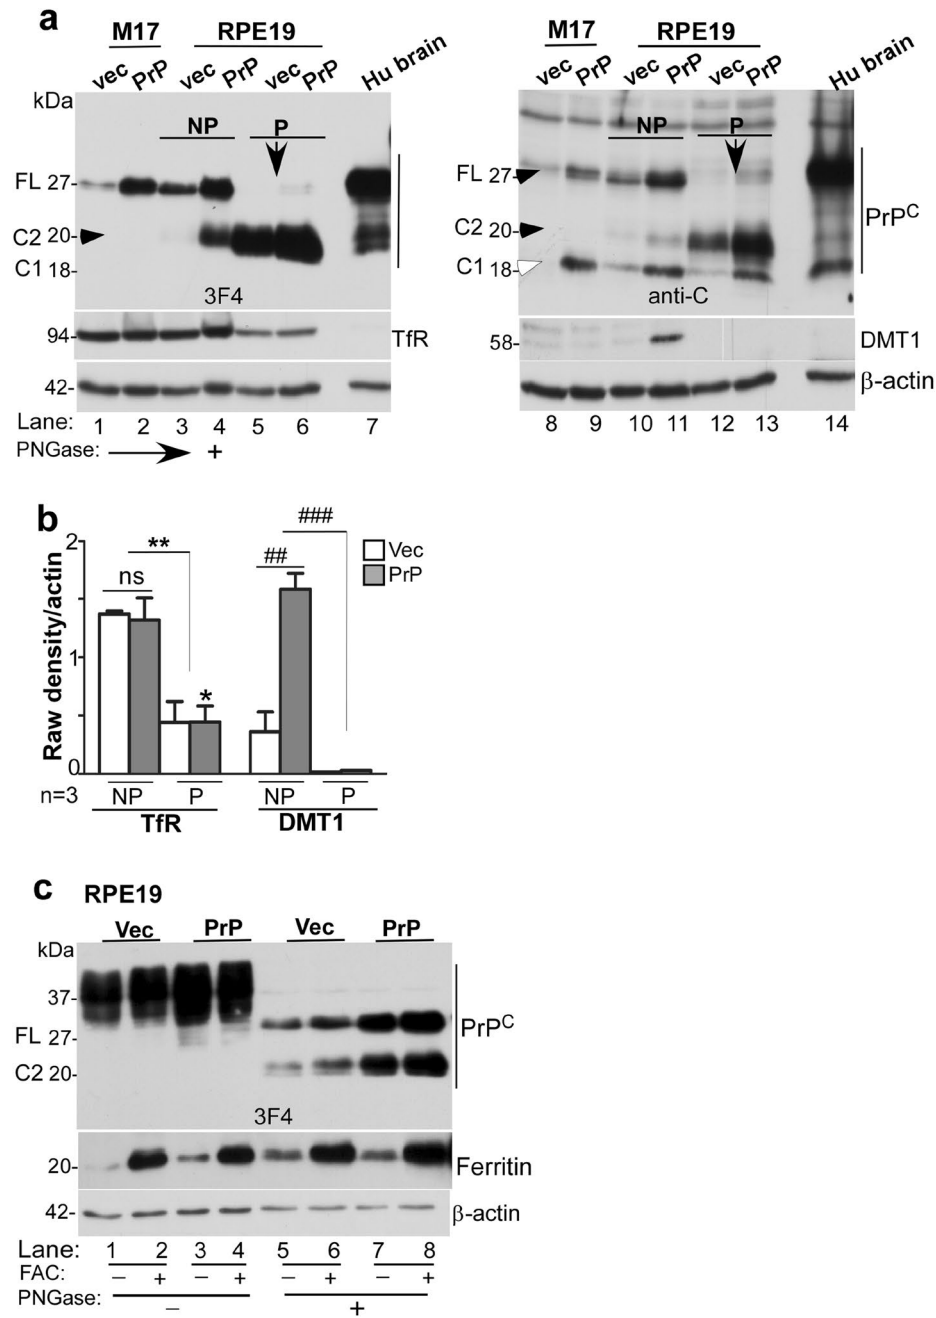 a
M17 RPE19
vec PrP vec PrP vec PrP Hu brain
kDa
NP P
FL 27-
C2 20-
C1 18-
3F4
94- TfR
42-
Lane: 1 2 3 4 5 6 7
PNGase: +
M17 RPE19
vec PrP vec PrP vec PrP Hu brain
NP P
FL 27-
C2 20-
C1 18-
PrPC
anti-C
58- DMT1
β-actin
8 9 10 11 12 13 14
b
Raw density/actin
2
1
0
ns ** * ## ###
Vec
PrP
n=3 NP P NP P
TfR DMT1
c RPE19
Vec PrP Vec PrP
kDa
37-
FL 27-
C2 20-
PrPC
3F4
20- Ferritin
42- β-actin
Lane: 1 2 3 4 5 6 7 8
FAC: − + − + − + − +
PNGase: − +